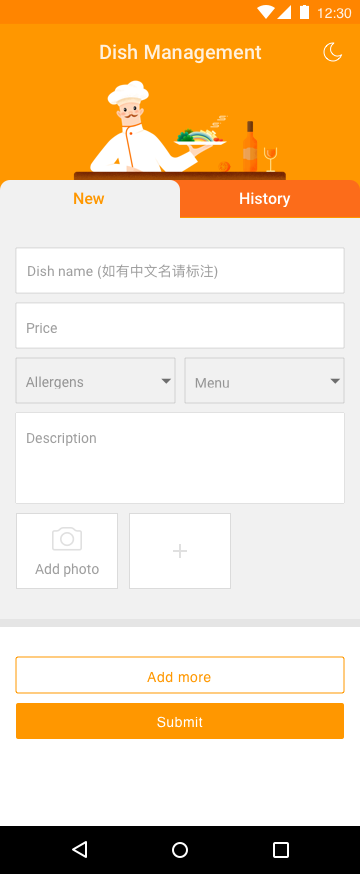 12:30
Dish Management
New
History
Dish name (如有中文名请标注)
Price
Allergens
Menu
Description
Add photo
+
Add more
Submit